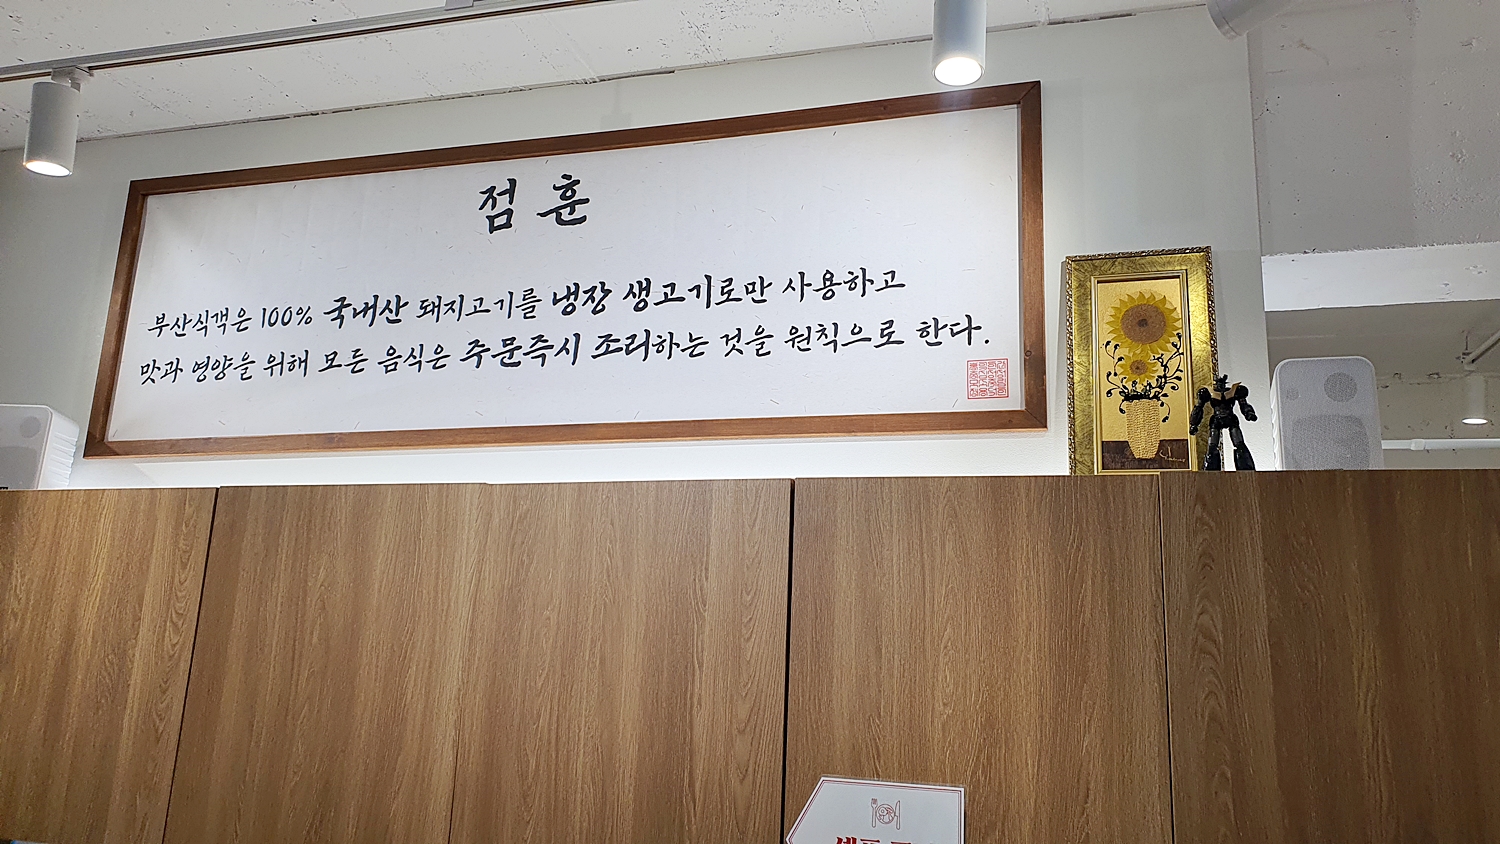 점훈
부산식객은 100% 국내산 돼지고기를 냉장 생고기로만 사용하고
맛과 영양을 위해 모든 음식은 주문즉시 조리하는 것을 원칙으로 한다.